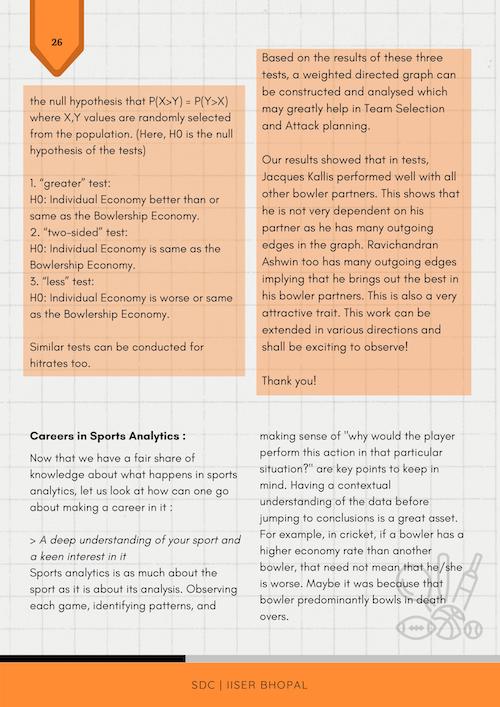 26
the null hypothesis that P(X>Y) = P(Y>X)
where X,Y values are randomly selected
from the population. (Here, H0 is the null
hypothesis of the tests)
1. "greater" test:
H0: Individual Economy better than or
same as the Bowlership Economy.
2. "two-sided" test:
H0: Individual Economy is same as the
Bowlership Economy.
3. "less" test:
H0: Individual Economy is worse or same
as the Bowlership Economy.
Similar tests can be conducted for
hitrates too.
Based on the results of these three
tests, a weighted directed graph can
be constructed and analysed which
may greatly help in Team Selection
and Attack planning.
Our results showed that in tests,
Jacques Kallis performed well with all
other bowler partners. This shows that
he is not very dependent on his
partner as he has many outgoing
edges in the graph. Ravichandran
Ashwin too has many outgoing edges
implying that he brings out the best in
his bowler partners. This is also a very
attractive trait. This work can be
extended in various directions and
shall be exciting to observe!
Thank you!
Careers in Sports Analytics :
Now that we have a fair share of
knowledge about what happens in sports
analytics, let us look at how can one go
about making a career in it :
> A deep understanding of your sport and
a keen interest in it
Sports analytics is as much about the
sport as it is about its analysis. Observing
each game, identifying patterns, and
making sense of "why would the player
perform this action in that particular
situation?" are key points to keep in
mind. Having a contextual
understanding of the data before
jumping to conclusions is a great asset.
For example, in cricket, if a bowler has a
higher economy rate than another
bowler, that need not mean that he/she
is worse. Maybe it was because that
bowler predominantly bowls in death
overs.
SDC | IISER BHOPAL